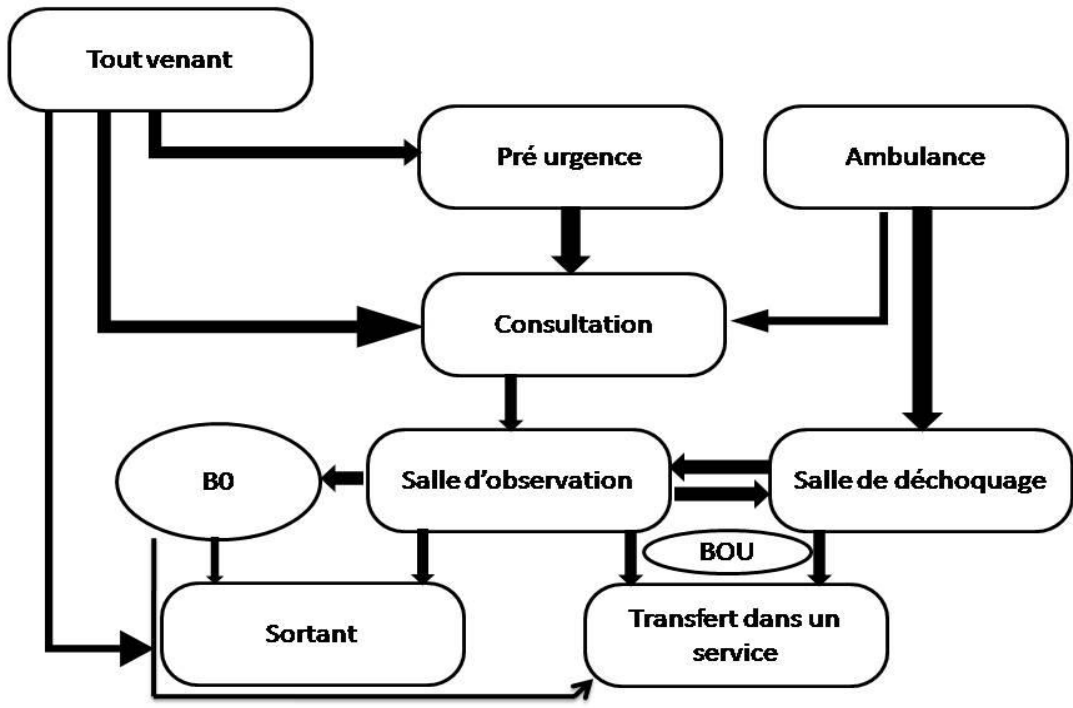 Tout venant
Pré urgence
Ambulance
Consultation
B0
Salle d'observation
Salle de déchoquage
BOU
Sortant
Transfert dans un
service